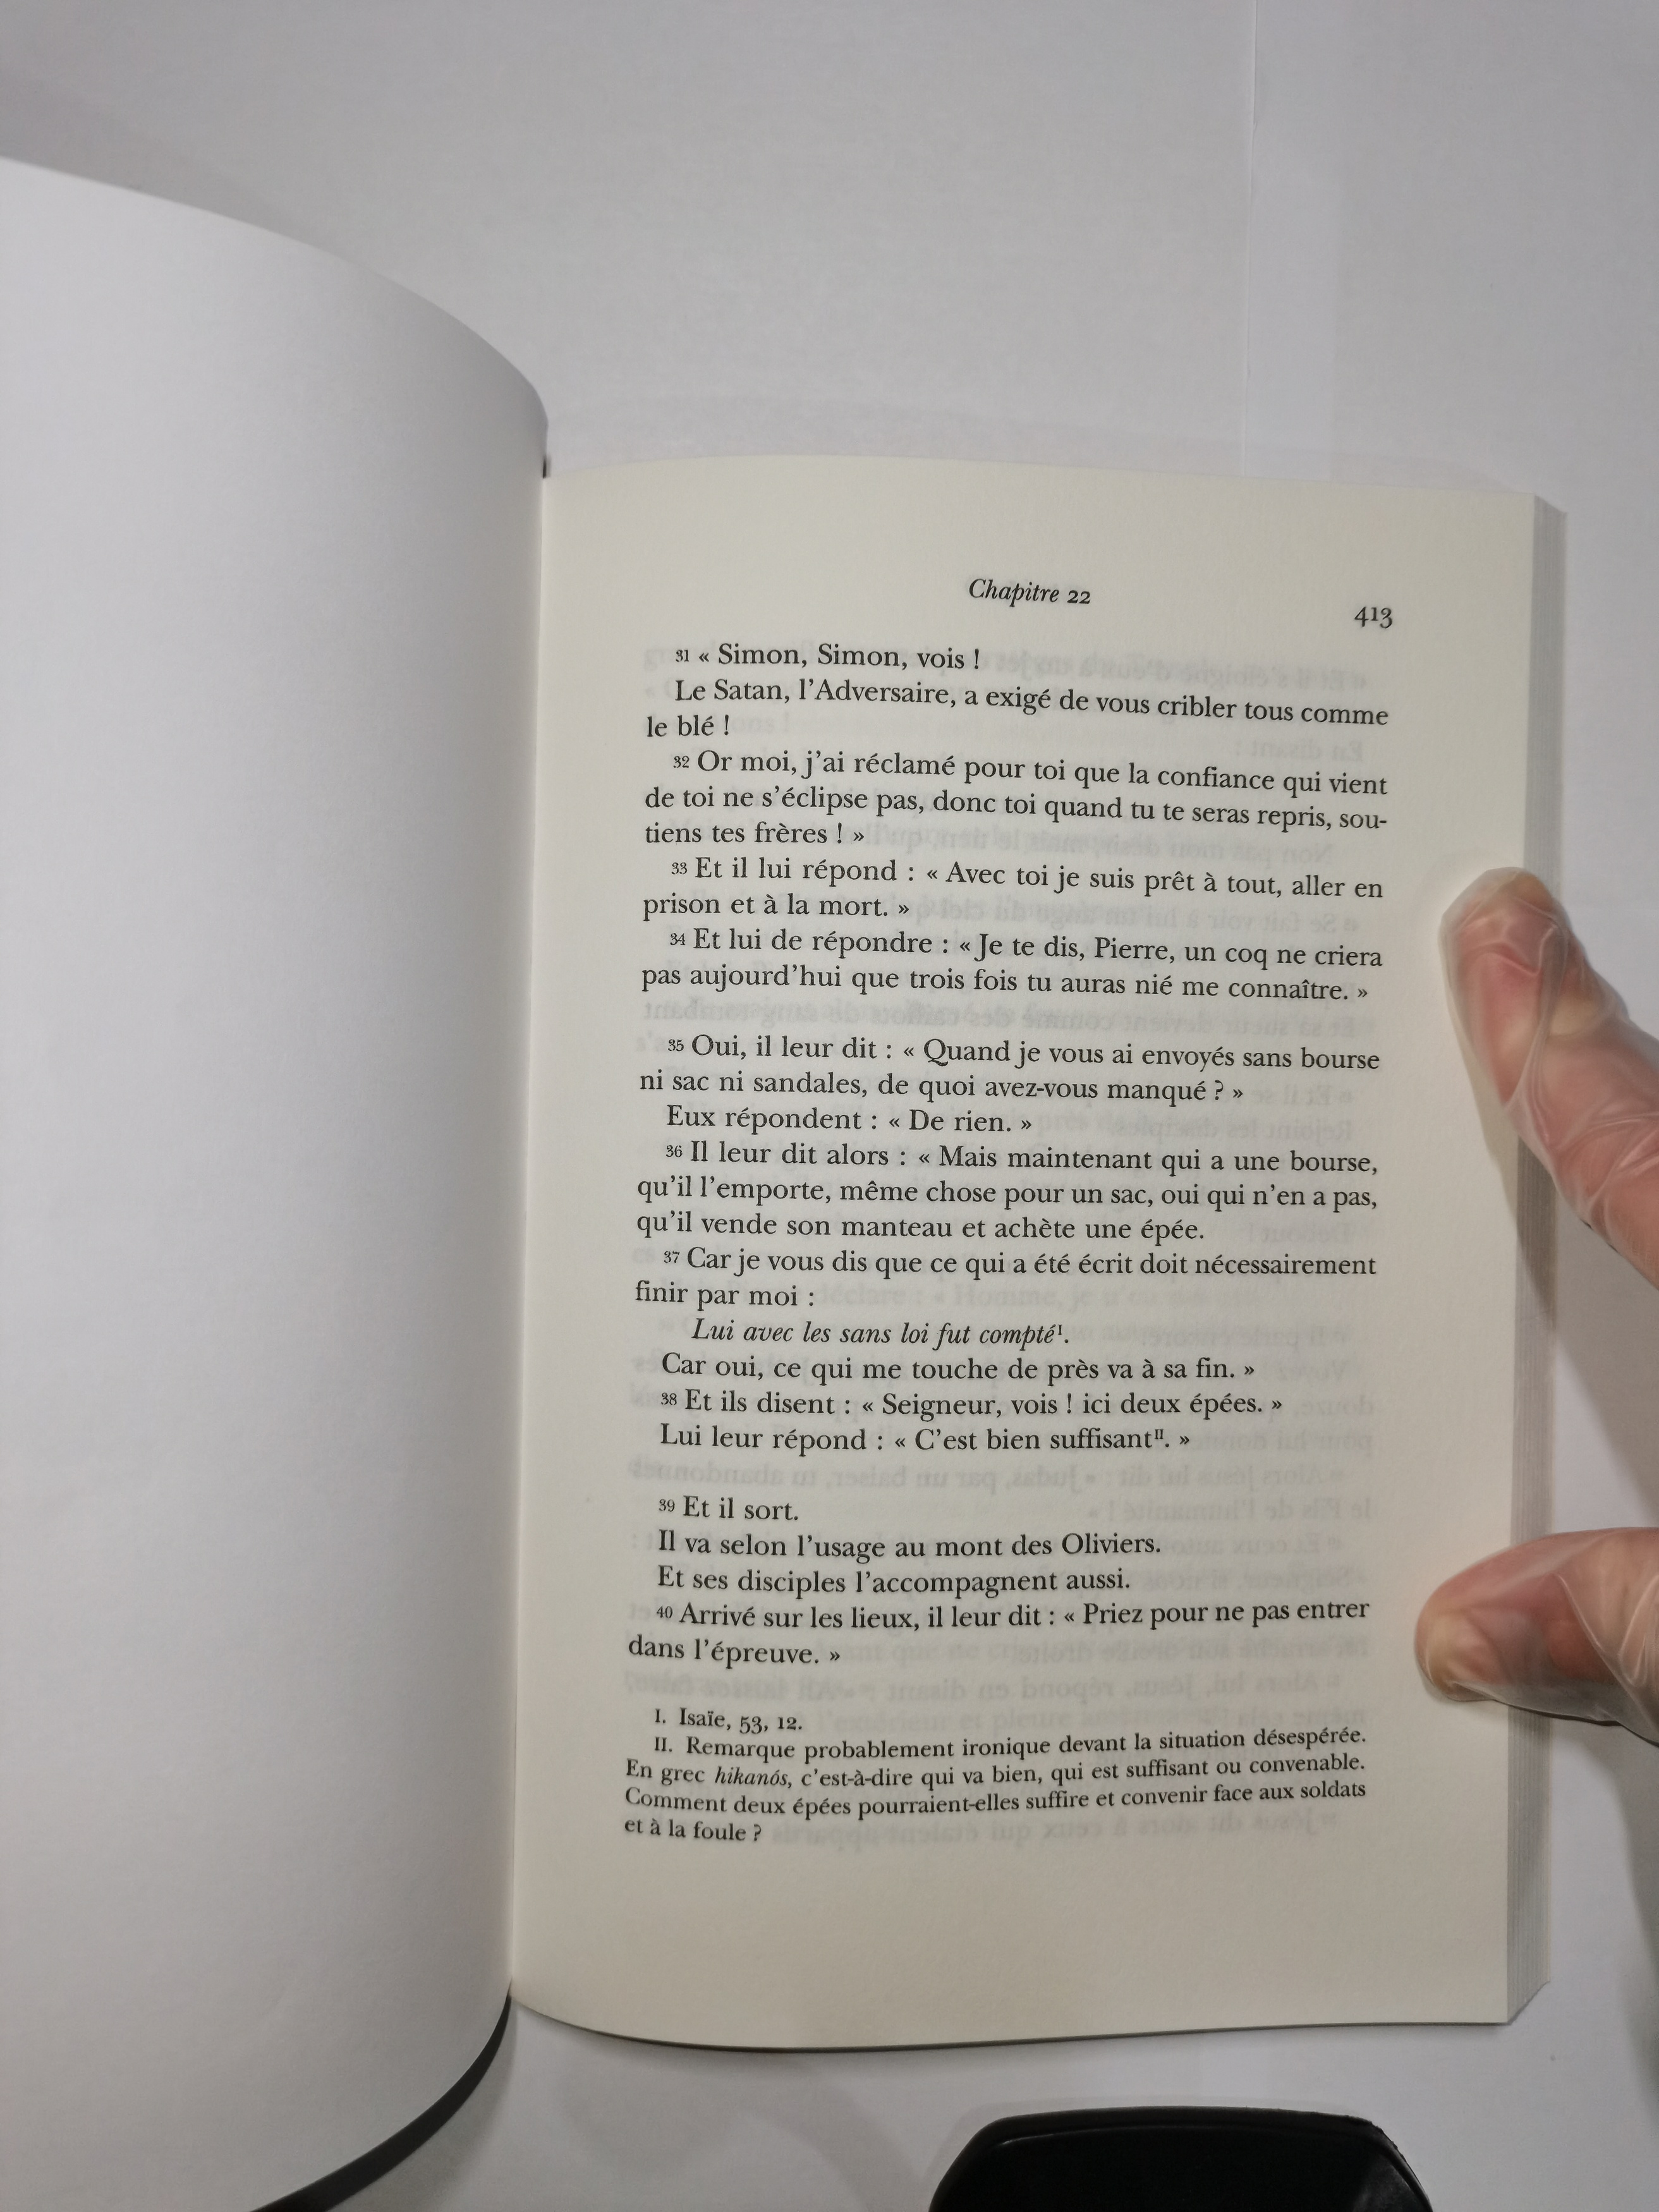 Chapitre 22
413
31 « Simon, Simon, vois !
Le Satan, l’Adversaire, a exigé de vous cribler tous comme
le blé !
32 Or moi, j’ai réclamé pour toi que la confiance qui vient
de toi ne s’éclipse pas, donc toi quand tu te seras repris, sou-
tiens tes frères ! »
33 Et il lui répond : « Avec toi je suis prêt à tout, aller en
prison et à la mort. »
34 Et lui de répondre : « Je te dis, Pierre, un coq ne criera
pas aujourd’hui que trois fois tu auras nié me connaître. »
35 Oui, il leur dit : « Quand je vous ai envoyés sans bourse
ni sac ni sandales, de quoi avez-vous manqué ? »
Eux répondent : « De rien. »
36 Il leur dit alors : « Mais maintenant qui a une bourse,
qu’il l’emporte, même chose pour un sac, oui qui n’en a pas,
qu’il vende son manteau et achète une épée.
37 Car je vous dis que ce qui a été écrit doit nécessairement
finir par moi :
Lui avec les sans loi fut compté I.
Car oui, ce qui me touche de près va à sa fin. »
38 Et ils disent : « Seigneur, vois ! ici deux épées. »
Lui leur répond : « C’est bien suffisant II. »
39 Et il sort.
Il va selon l’usage au mont des Oliviers.
Et ses disciples l’accompagnent aussi.
40 Arrivé sur les lieux, il leur dit : « Priez pour ne pas entrer
dans l’épreuve. »
I. Isaïe, 53, 12.
II. Remarque probablement ironique devant la situation désespérée.
En grec hikanós, c’est-à-dire qui va bien, qui est suffisant ou convenable.
Comment deux épées pourraient-elles suffire et convenir face aux soldats
et à la foule ?